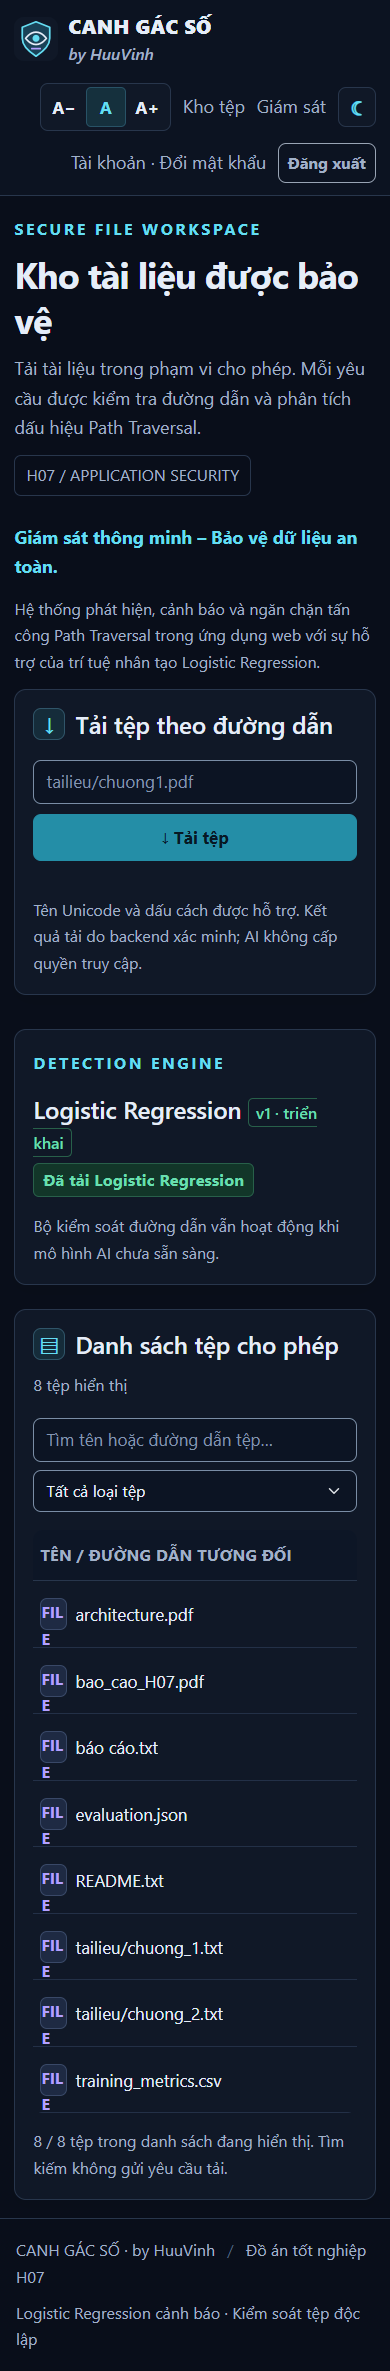 CANH GÁC SỐ
by HuuVinh
A− A A+ Kho tệp Giám sát
Tài khoản · Đổi mật khẩu Đăng xuất
SECURE FILE WORKSPACE
Kho tài liệu được bảo
vệ
Tải tài liệu trong phạm vi cho phép. Mỗi yêu
cầu được kiểm tra đường dẫn và phân tích
dấu hiệu Path Traversal.
H07 / APPLICATION SECURITY
Giám sát thông minh – Bảo vệ dữ liệu an
toàn.
Hệ thống phát hiện, cảnh báo và ngăn chặn tấn
công Path Traversal trong ứng dụng web với sự hỗ
trợ của trí tuệ nhân tạo Logistic Regression.
↓ Tải tệp theo đường dẫn
tailieu/chuong1.pdf
↓ Tải tệp
Tên Unicode và dấu cách được hỗ trợ. Kết
quả tải do backend xác minh; AI không cấp
quyền truy cập.
DETECTION ENGINE
Logistic Regression v1 · triển
khai
Đã tải Logistic Regression
Bộ kiểm soát đường dẫn vẫn hoạt động khi
mô hình AI chưa sẵn sàng.
Danh sách tệp cho phép
8 tệp hiển thị
Tìm tên hoặc đường dẫn tệp...
Tất cả loại tệp
TÊN / ĐƯỜNG DẪN TƯƠNG ĐỐI
FIL architecture.pdf
E
FIL bao_cao_H07.pdf
E
FIL báo cáo.txt
E
FIL evaluation.json
E
FIL README.txt
E
FIL tailieu/chuong_1.txt
E
FIL tailieu/chuong_2.txt
E
FIL training_metrics.csv
E
8 / 8 tệp trong danh sách đang hiển thị. Tìm
kiếm không gửi yêu cầu tải.
CANH GÁC SỐ · by HuuVinh / Đồ án tốt nghiệp
H07
Logistic Regression cảnh báo · Kiểm soát tệp độc
lập